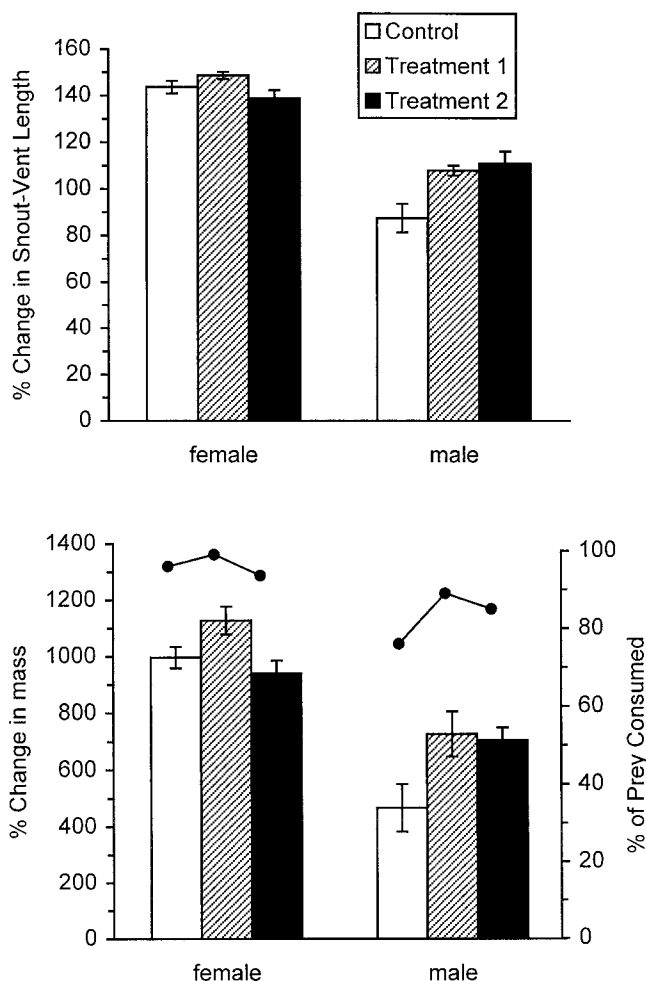 Control
Treatment 1
Treatment 2
% Change in Snout-Vent Length
160
140
120
100
80
60
40
20
0
female male
% Change in mass
1400
1200
1000
800
600
400
200
0
100
80
60
40
20
0
% of Prey Consumed
female male